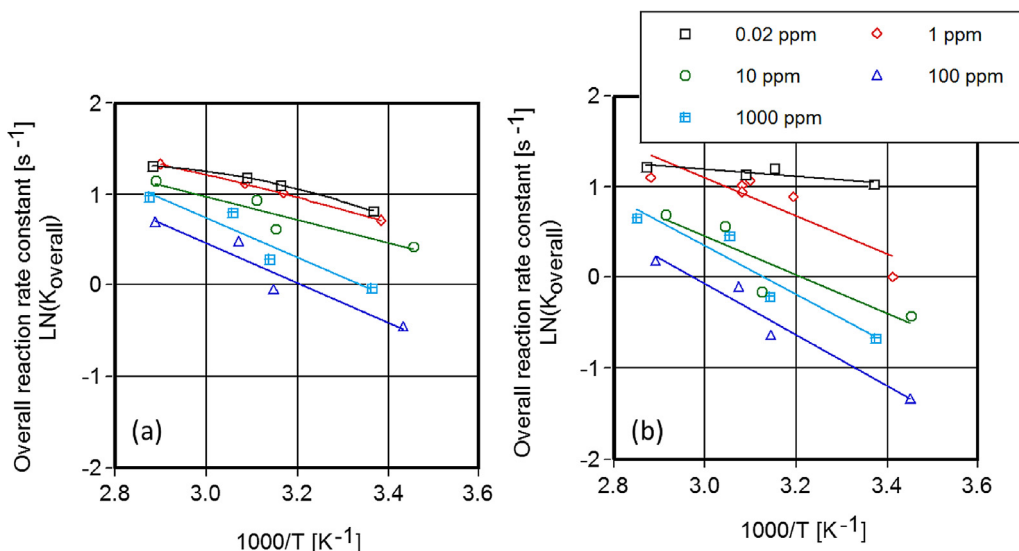 0.02 ppm
1 ppm
10 ppm
100 ppm
1000 ppm
Overall reaction rate constant [s⁻¹]
LN(K_overall)
2
1
0
-1
-2
(a)
2.8
3.0
3.2
3.4
3.6
1000/T [K⁻¹]
Overall reaction rate constant [s⁻¹]
LN(K_overall)
2
1
0
-1
-2
(b)
2.8
3.0
3.2
3.4
3.6
1000/T [K⁻¹]